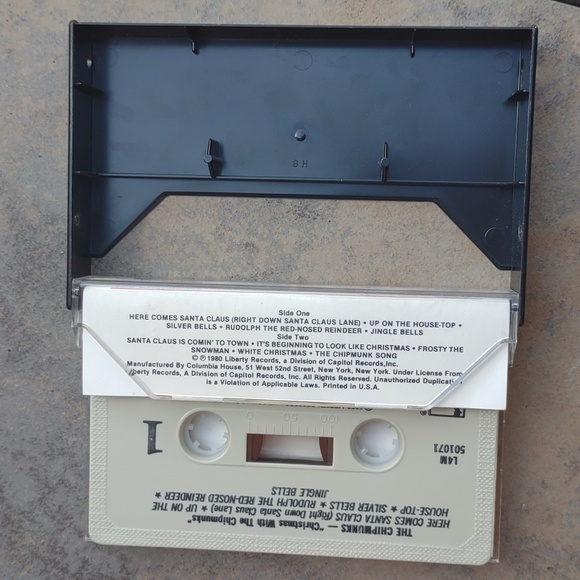 H 8
Side One
HERE COMES SANTA CLAUS (RIGHT DOWN SANTA CLAUS LANE) • UP ON THE HOUSE-TOP •
SILVER BELLS • RUDOLPH THE RED-NOSED REINDEER • JINGLE BELLS
Side Two
SANTA CLAUS IS COMIN' TO TOWN • IT'S BEGINNING TO LOOK LIKE CHRISTMAS • FROSTY THE
SNOWMAN • WHITE CHRISTMAS • THE CHIPMUNK SONG
© ℗ 1980 Liberty Records, a Division of Capitol Records,Inc.
Manufactured By Columbia House, 51 West 52nd Street, New York, New York. Under License From
Liberty Records, A Division of Capitol Records, Inc. All Rights Reserved. Unauthorized Duplication
is a Violation of Applicable Laws. Printed in U.S.A.
THE CHIPMUNKS — "Christmas With The Chipmunks"
HERE COMES SANTA CLAUS (Right Down Santa Claus Lane) ★ UP ON THE
HOUSE-TOP ★ SILVER BELLS ★ RUDOLPH THE RED-NOSED REINDEER ★
JINGLE BELLS
L4M
501071
1
100 50